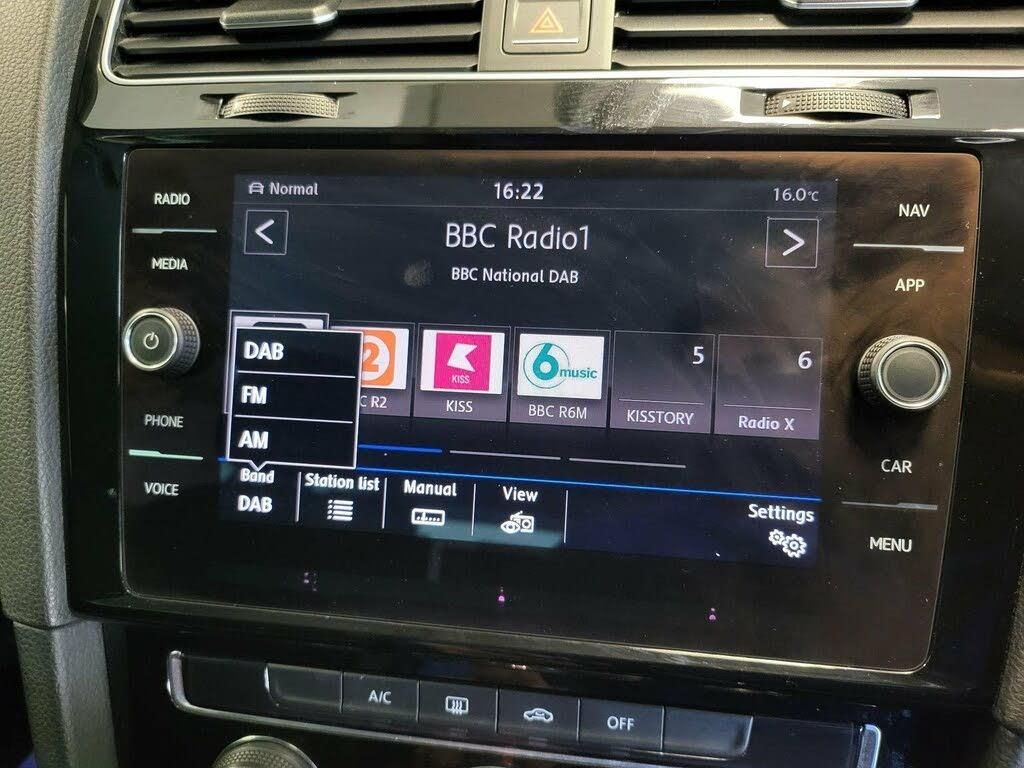 Normal
16:22
16.0°C
BBC Radio1
BBC National DAB
RADIO
MEDIA
PHONE
VOICE
NAV
APP
CAR
MENU
DAB
FM
AM
2
C R2
KISS
KISS
6 music
BBC R6M
5
KISSTORY
6
Radio X
Band
DAB
Station list
Manual
View
Settings
A/C
OFF